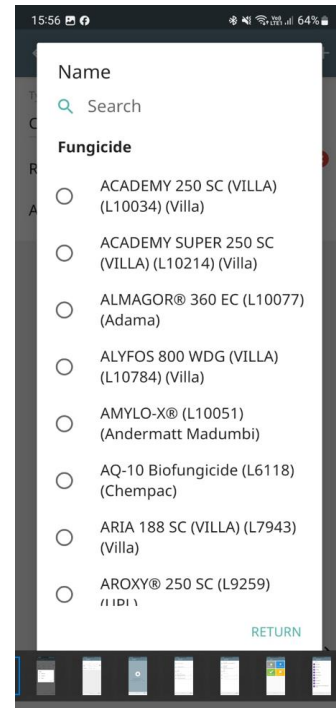 15:56 64%
Name
Search
Fungicide
ACADEMY 250 SC (VILLA)
(L10034) (Villa)
ACADEMY SUPER 250 SC
(VILLA) (L10214) (Villa)
ALMAGOR® 360 EC (L10077)
(Adama)
ALYFOS 800 WDG (VILLA)
(L10784) (Villa)
AMYLO-X® (L10051)
(Andermatt Madumbi)
AQ-10 Biofungicide (L6118)
(Chempac)
ARIA 188 SC (VILLA) (L7943)
(Villa)
AROXY® 250 SC (L9259)
(UPL)
RETURN